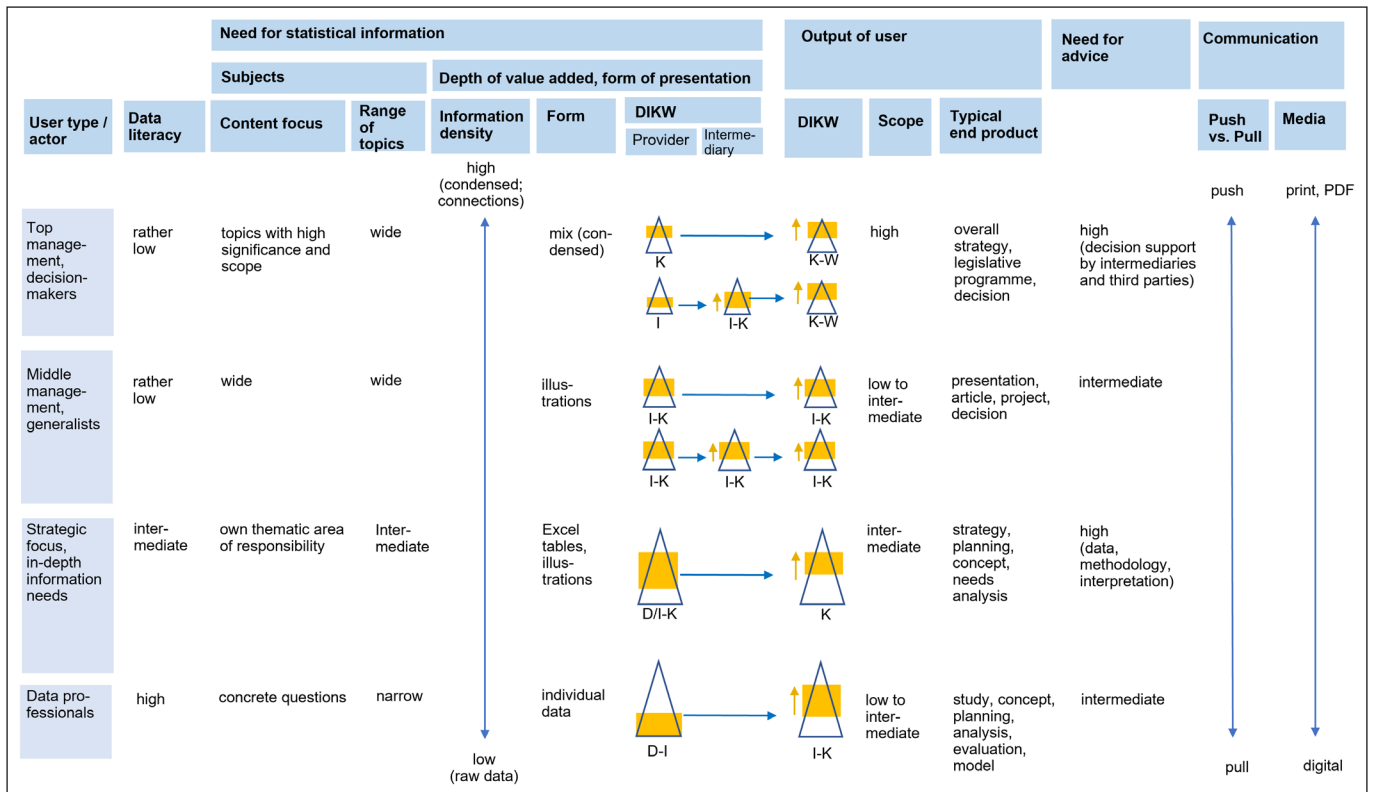 Need for statistical information
Output of user
Need for
advice
Communication
Subjects
Depth of value added, form of presentation
User type /
actor
Data
literacy
Content focus
Range
of
topics
Information
density
Form
DIKW
Provider
Interme-
diary
DIKW
Scope
Typical
end product
Push
vs. Pull
Media
high
(condensed;
connections)
push
print, PDF
Top
manage-
ment,
decision-
makers
rather
low
topics with high
significance and
scope
wide
mix (con-
densed)
K
K-W
I
I-K
K-W
high
overall
strategy,
legislative
programme,
decision
high
(decision support
by intermediaries
and third parties)
Middle
manage-
ment,
generalists
rather
low
wide
wide
illus-
trations
I-K
I-K
I-K
I-K
I-K
low to
inter-
mediate
presentation,
article, project,
decision
intermediate
Strategic
focus,
in-depth
information
needs
inter-
mediate
own thematic area
of responsibility
Inter-
mediate
Excel
tables,
illus-
trations
D/I-K
K
inter-
mediate
strategy,
planning,
concept,
needs
analysis
high
(data,
methodology,
interpretation)
Data pro-
fessionals
high
concrete questions
narrow
individual
data
D-I
I-K
low to
inter-
mediate
study, concept,
planning,
analysis,
evaluation,
model
intermediate
low
(raw data)
pull
digital